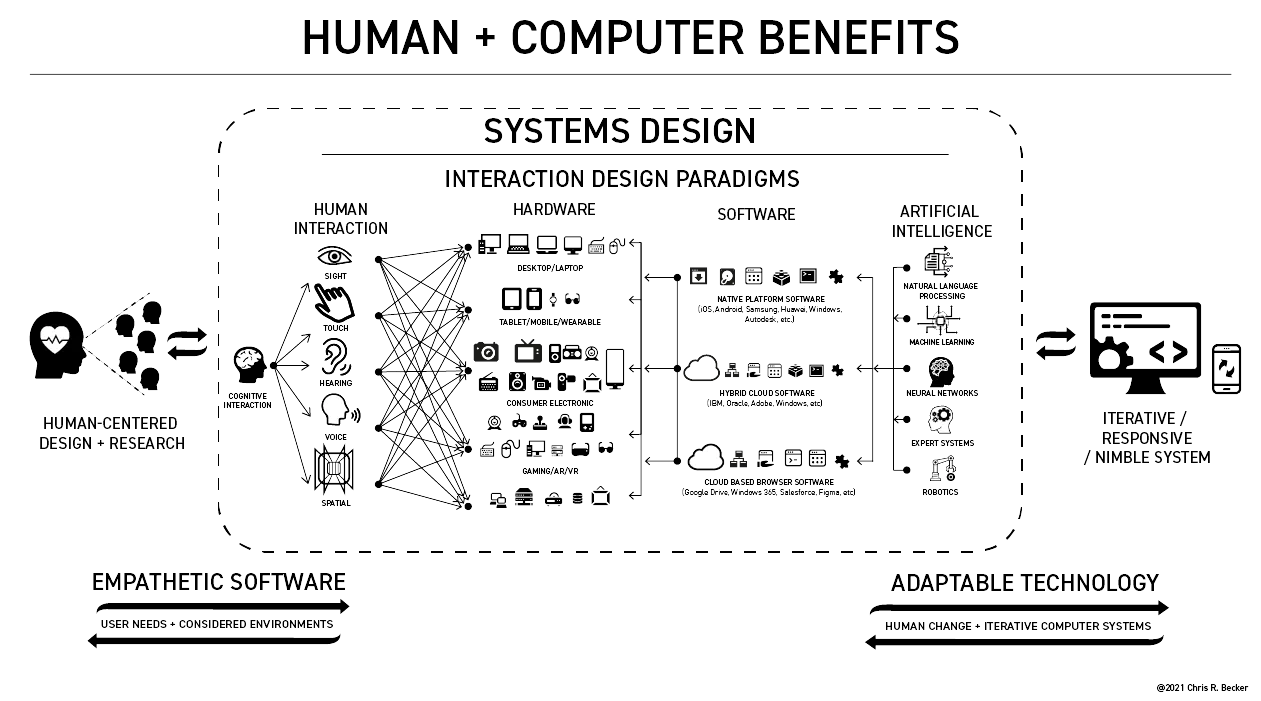 HUMAN + COMPUTER BENEFITS
SYSTEMS DESIGN
INTERACTION DESIGN PARADIGMS
HUMAN
INTERACTION
SIGHT
TOUCH
HEARING
VOICE
SPATIAL
COGNITIVE
INTERACTION
HARDWARE
DESKTOP/LAPTOP
TABLET/MOBILE/WEARABLE
CONSUMER ELECTRONIC
GAMING/AR/VR
SOFTWARE
NATIVE PLATFORM SOFTWARE
(iOS, Android, Samsung, Huawei, Windows,
Autodesk, etc.)
HYBRID CLOUD SOFTWARE
(IBM, Oracle, Adobe, Windows, etc)
CLOUD BASED BROWSER SOFTWARE
(Google Drive, Windows 365, Salesforce, Figma, etc)
ARTIFICIAL
INTELLIGENCE
NATURAL LANGUAGE
PROCESSING
MACHINE LEARNING
NEURAL NETWORKS
EXPERT SYSTEMS
ROBOTICS
HUMAN-CENTERED
DESIGN + RESEARCH
ITERATIVE /
RESPONSIVE
/ NIMBLE SYSTEM
EMPATHETIC SOFTWARE
USER NEEDS + CONSIDERED ENVIRONMENTS
ADAPTABLE TECHNOLOGY
HUMAN CHANGE + ITERATIVE COMPUTER SYSTEMS
@2021 Chris R. Becker